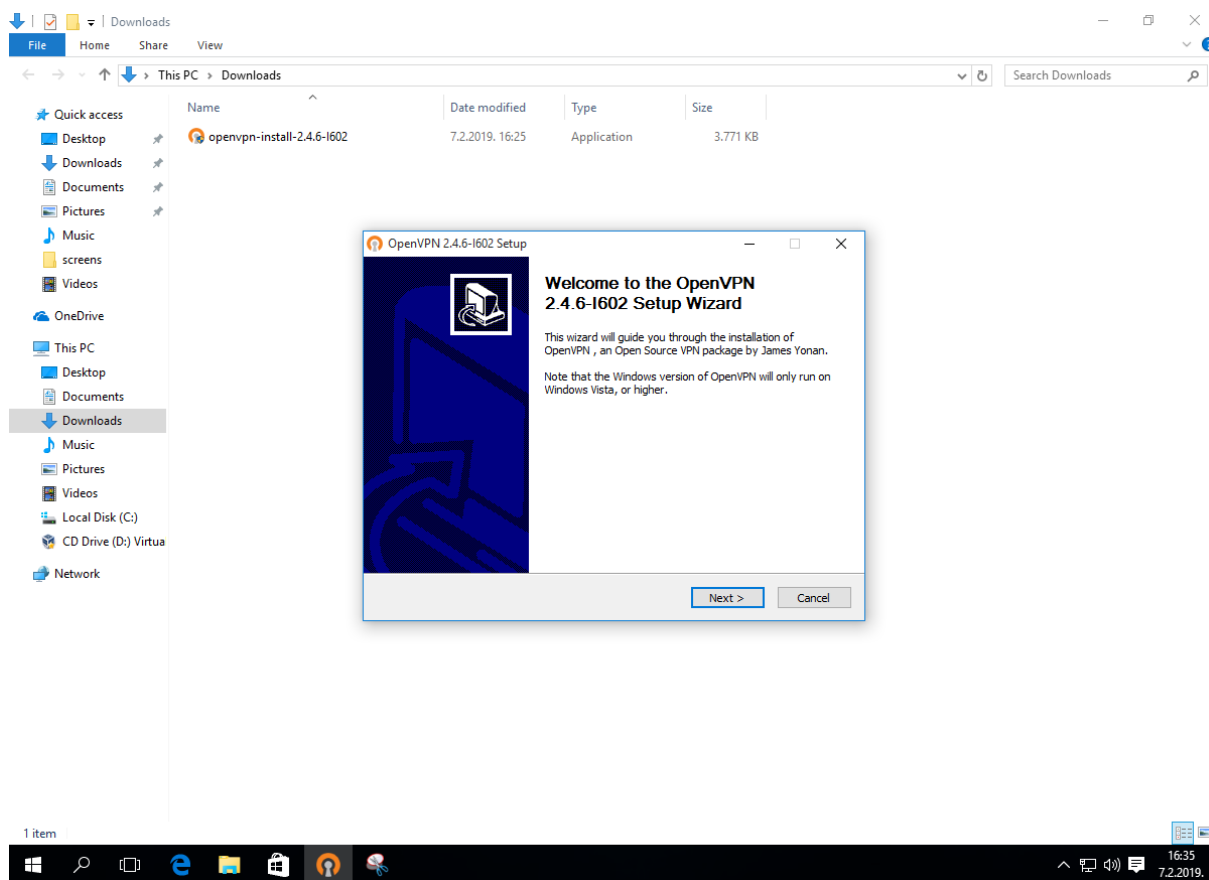 Downloads
File Home Share View
This PC Downloads
Search Downloads
Name Date modified Type Size
openvpn-install-2.4.6-I602 7.2.2019. 16:25 Application 3.771 KB
Quick access
Desktop
Downloads
Documents
Pictures
Music
screens
Videos
OneDrive
This PC
Desktop
Documents
Downloads
Music
Pictures
Videos
Local Disk (C:)
CD Drive (D:) Virtua
Network
OpenVPN 2.4.6-I602 Setup
Welcome to the OpenVPN
2.4.6-I602 Setup Wizard
This wizard will guide you through the installation of
OpenVPN , an Open Source VPN package by James Yonan.
Note that the Windows version of OpenVPN will only run on
Windows Vista, or higher.
Next > Cancel
1 item
16:35
7.2.2019.